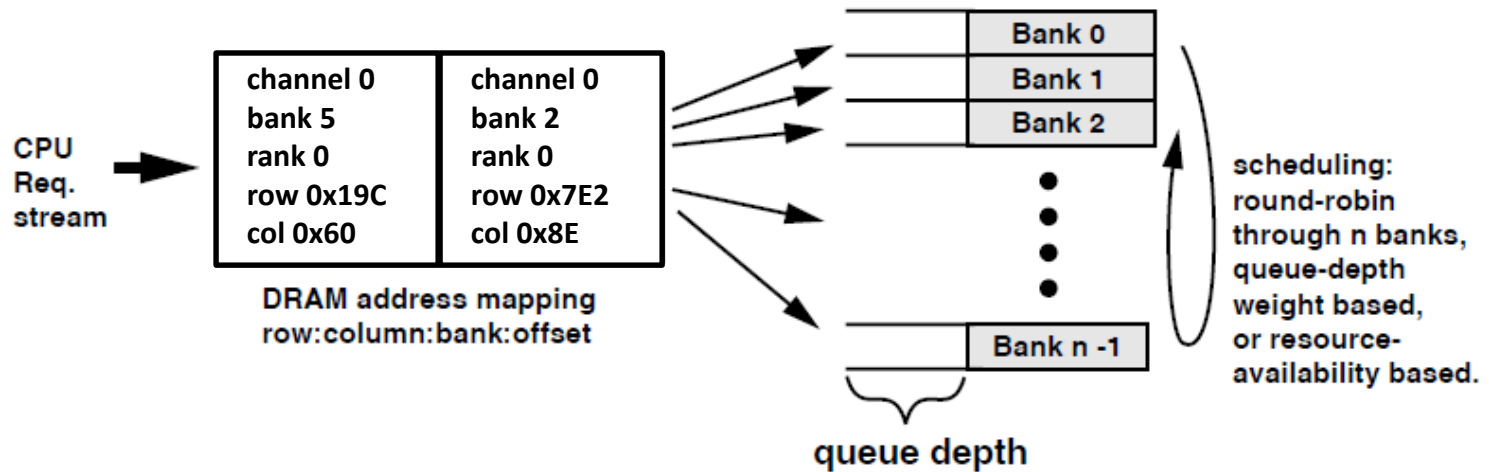 CPU
Req.
stream
channel 0
bank 5
rank 0
row 0x19C
col 0x60
channel 0
bank 2
rank 0
row 0x7E2
col 0x8E
DRAM address mapping
row:column:bank:offset
Bank 0
Bank 1
Bank 2
Bank n -1
queue depth
scheduling:
round-robin
through n banks,
queue-depth
weight based,
or resource-
availability based.